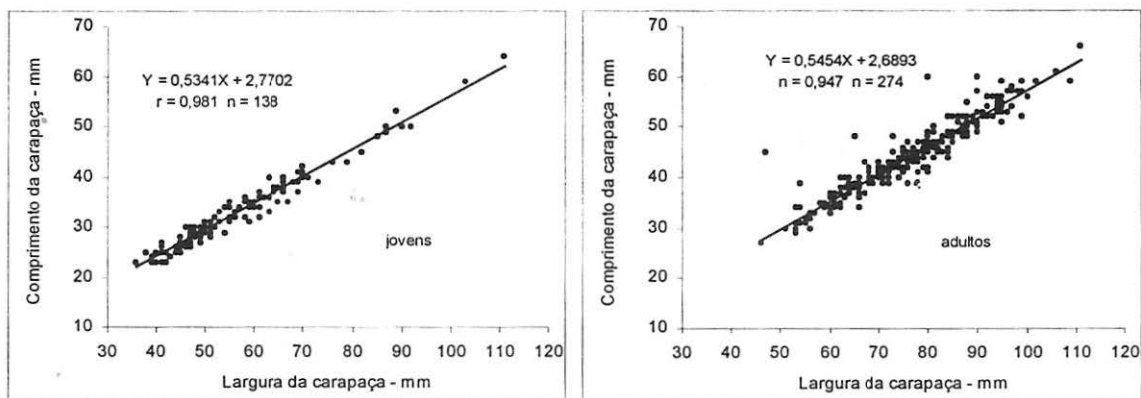 Comprimento da carapaça - mm
70
60
50
40
30
20
10
Y = 0,5341X + 2,7702
r = 0,981 n = 138
jovens
30 40 50 60 70 80 90 100 110 120
Largura da carapaça - mm
Comprimento da carapaça - mm
70
60
50
40
30
20
10
Y = 0,5454X + 2,6893
n = 0,947 n = 274
adultos
30 40 50 60 70 80 90 100 110 120
Largura da carapaça - mm